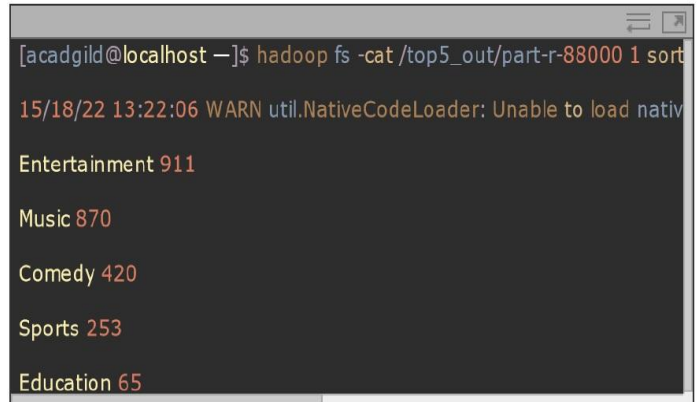 [acadgild@localhost —]$ hadoop fs -cat /top5_out/part-r-88000 1 sort
15/18/22 13:22:06 WARN util.NativeCodeLoader: Unable to load nativ
Entertainment 911
Music 870
Comedy 420
Sports 253
Education 65